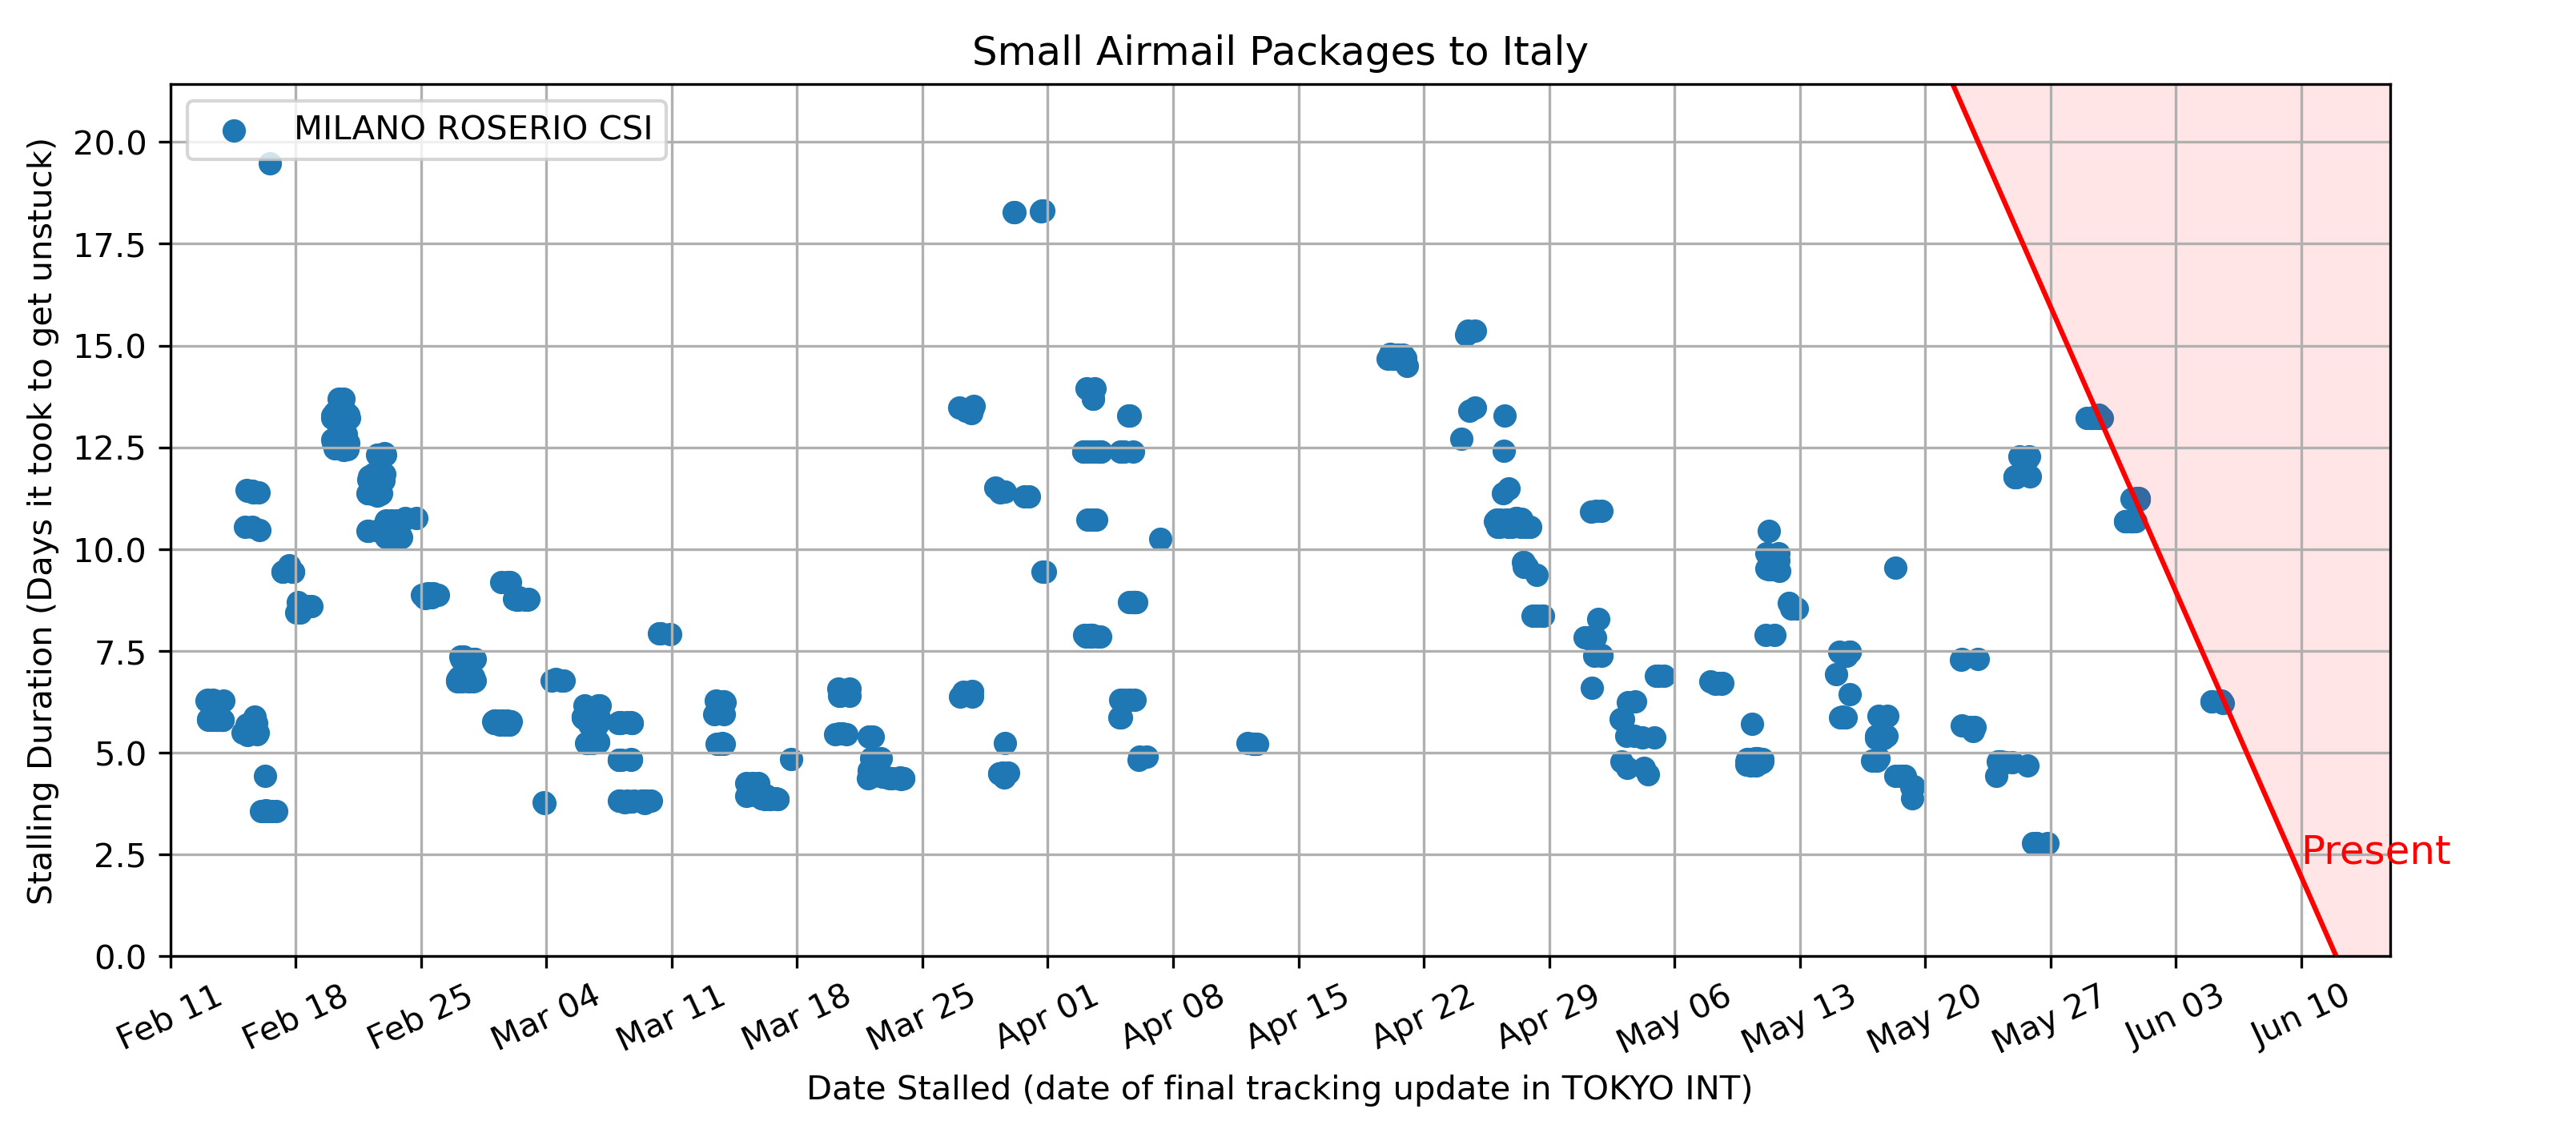 Small Airmail Packages to Italy
MILANO ROSERIO CSI
Stalling Duration (Days it took to get unstuck)
20.0
17.5
15.0
12.5
10.0
7.5
5.0
2.5
0.0
Present
Feb 11 Feb 18 Feb 25 Mar 04 Mar 11 Mar 18 Mar 25 Apr 01 Apr 08 Apr 15 Apr 22 Apr 29 May 06 May 13 May 20 May 27 Jun 03 Jun 10
Date Stalled (date of final tracking update in TOKYO INT)